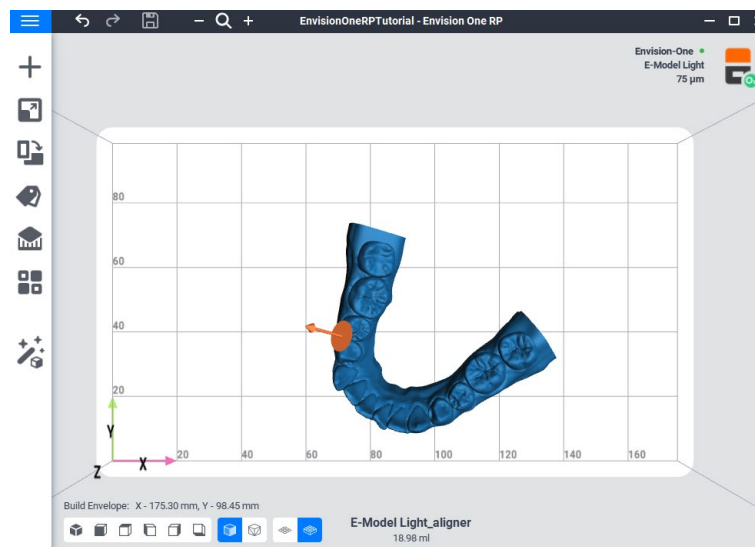 EnvisionOneRPTutorial - Envision One RP
Envision-One
E-Model Light
75 µm
80
60
40
20
Y
Z
X
20
40
60
80
100
120
140
160
Build Envelope: X - 175.30 mm, Y - 98.45 mm
E-Model Light_aligner
18.98 ml